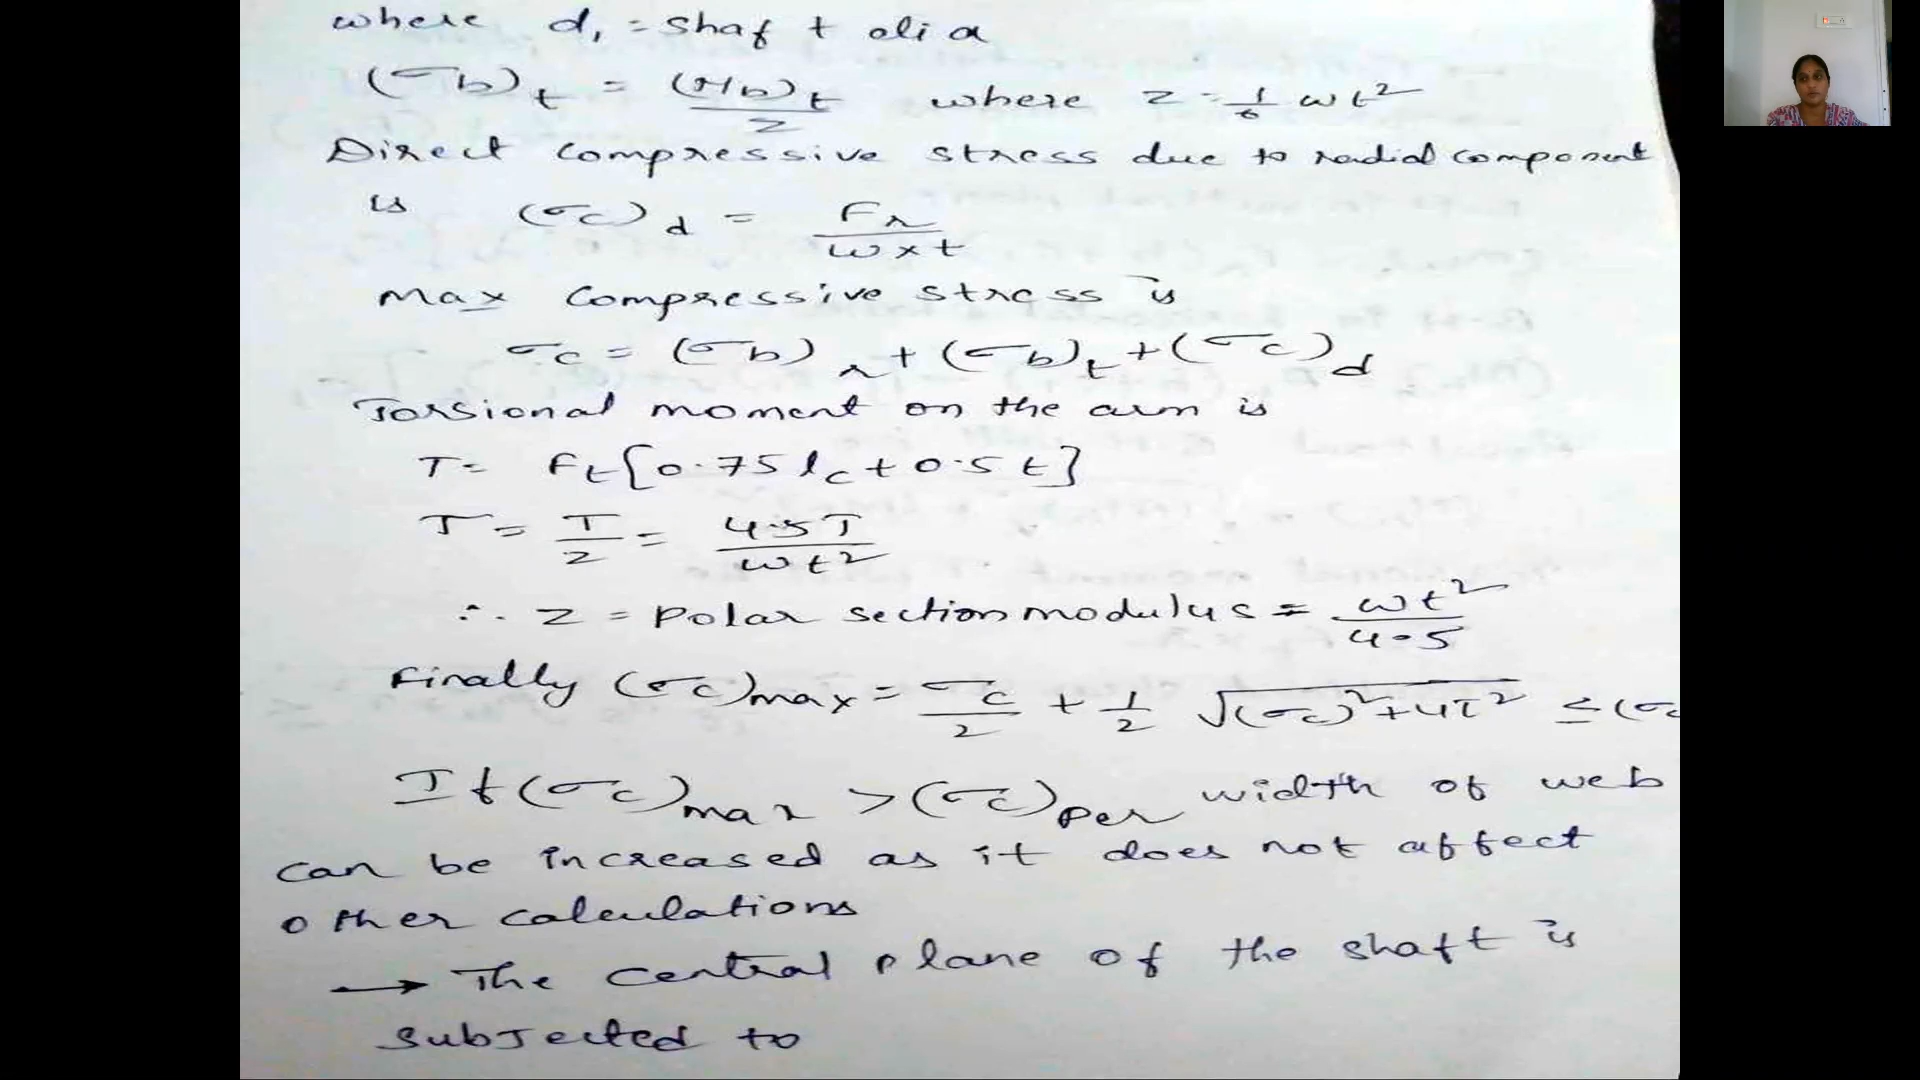 where d₁ = shaft dia
(σb)t = (Mb)t / Z where Z = 1/6 wt²
Direct compressive stress due to radial component
is (σc)d = Fr / w×t
Max compressive stress is
σc = (σb)r + (σb)t + (σc)d
Torsional moment on the arm is
T = Ft[0.75 lc + 0.5 t]
τ = T/Z = 4.5T / wt²
∴ Z = Polar section modulus = wt² / 4.5
Finally (σc)max = σc/2 + 1/2 √(σc)²+4τ² ≤ (σc
If (σc)max > (σc)per width of web
can be increased as it does not affect
other calculations
→ The central plane of the shaft is
subjected to